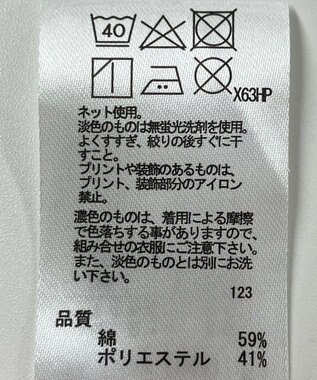 40
X63HP
ネット使用。
淡色のものは無蛍光洗剤を使用。
よくすすぎ、絞りの後すぐに干
すこと。
プリントや装飾のあるものは、
プリント、装飾部分のアイロン
禁止。
濃色のものは、着用による摩擦
で色落ちする事がありますので、
組み合せの衣服にご注意下さい。
また、淡色のものとは別にお洗
い下さい。
123
品質
綿 59%
ポリエステル 41%